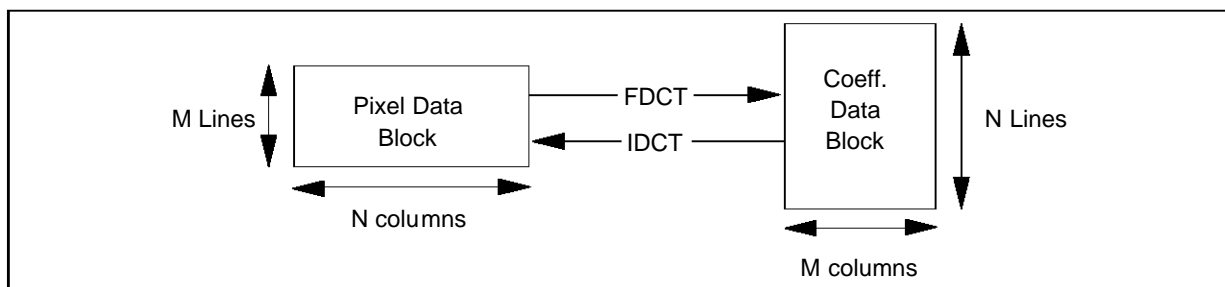 M Lines
Pixel Data
Block
N columns
FDCT
IDCT
Coeff.
Data
Block
N Lines
M columns